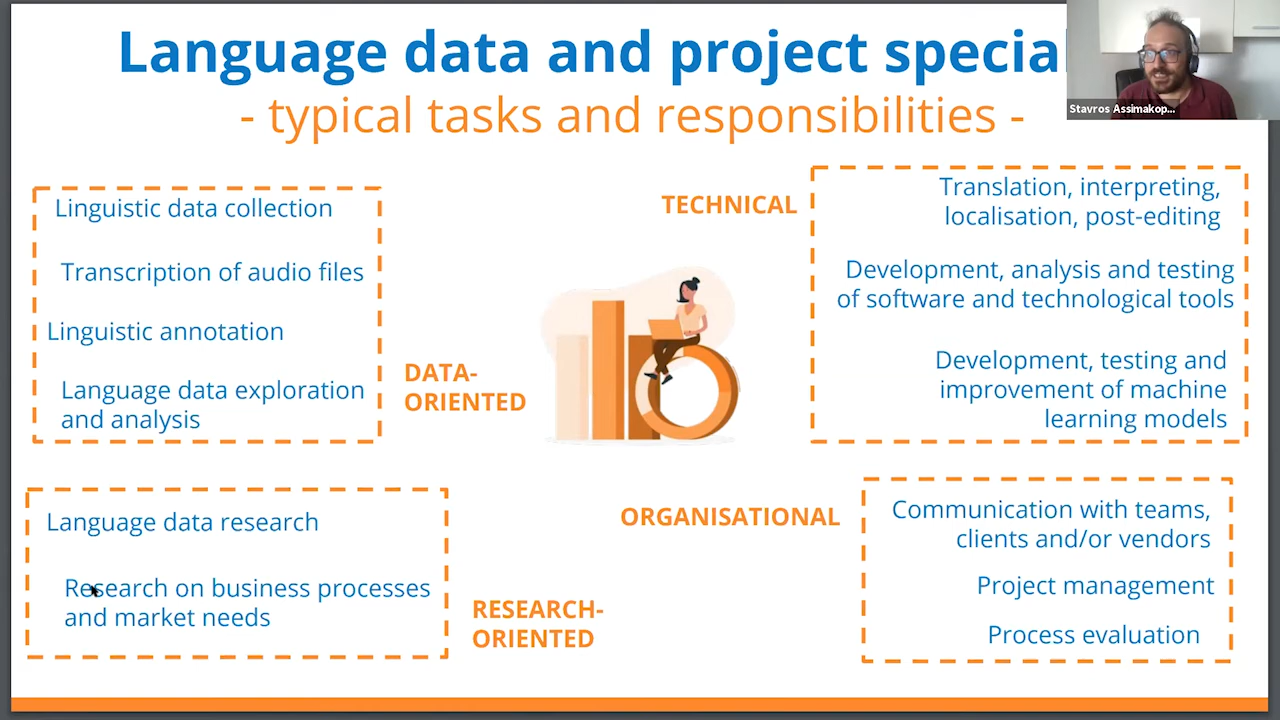 Language data and project specia
- typical tasks and responsibilities -
Stavros Assimakop...
Linguistic data collection
Transcription of audio files
Linguistic annotation
Language data exploration
and analysis
DATA-
ORIENTED
TECHNICAL
Translation, interpreting,
localisation, post-editing
Development, analysis and testing
of software and technological tools
Development, testing and
improvement of machine
learning models
Language data research
Research on business processes
and market needs
RESEARCH-
ORIENTED
ORGANISATIONAL
Communication with teams,
clients and/or vendors
Project management
Process evaluation